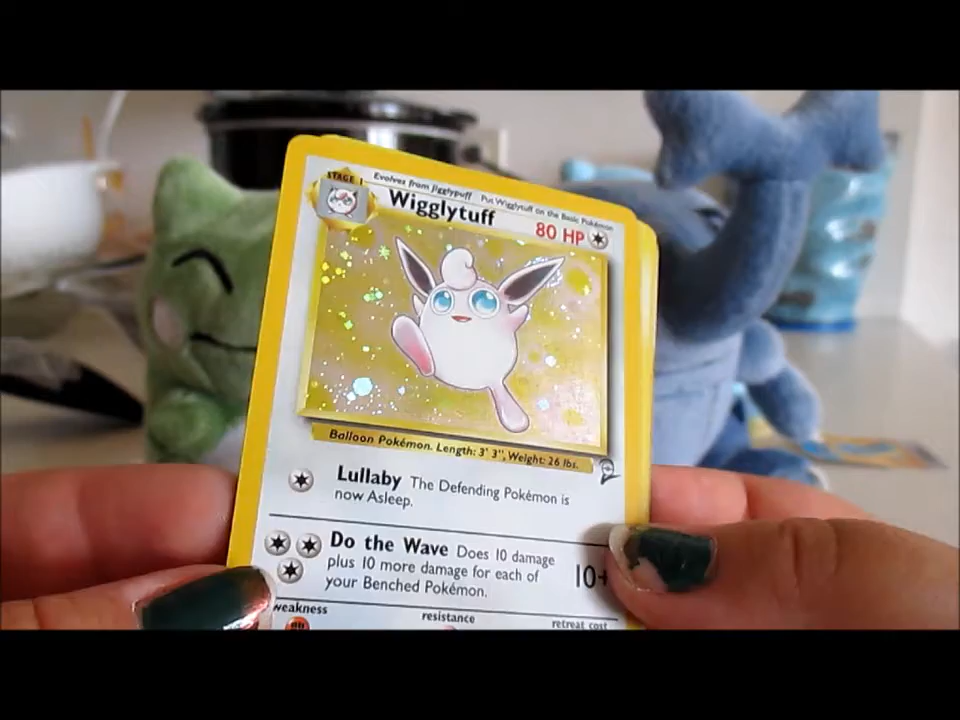 STAGE 1
Evolves from Jigglypuff Put Wigglytuff on the Basic Pokémon
Wigglytuff
80 HP
Balloon Pokémon. Length: 3' 3", Weight: 26 lbs.
Lullaby The Defending Pokémon is
now Asleep.
Do the Wave Does 10 damage
plus 10 more damage for each of
your Benched Pokémon.
10+
weakness
resistance
retreat cost